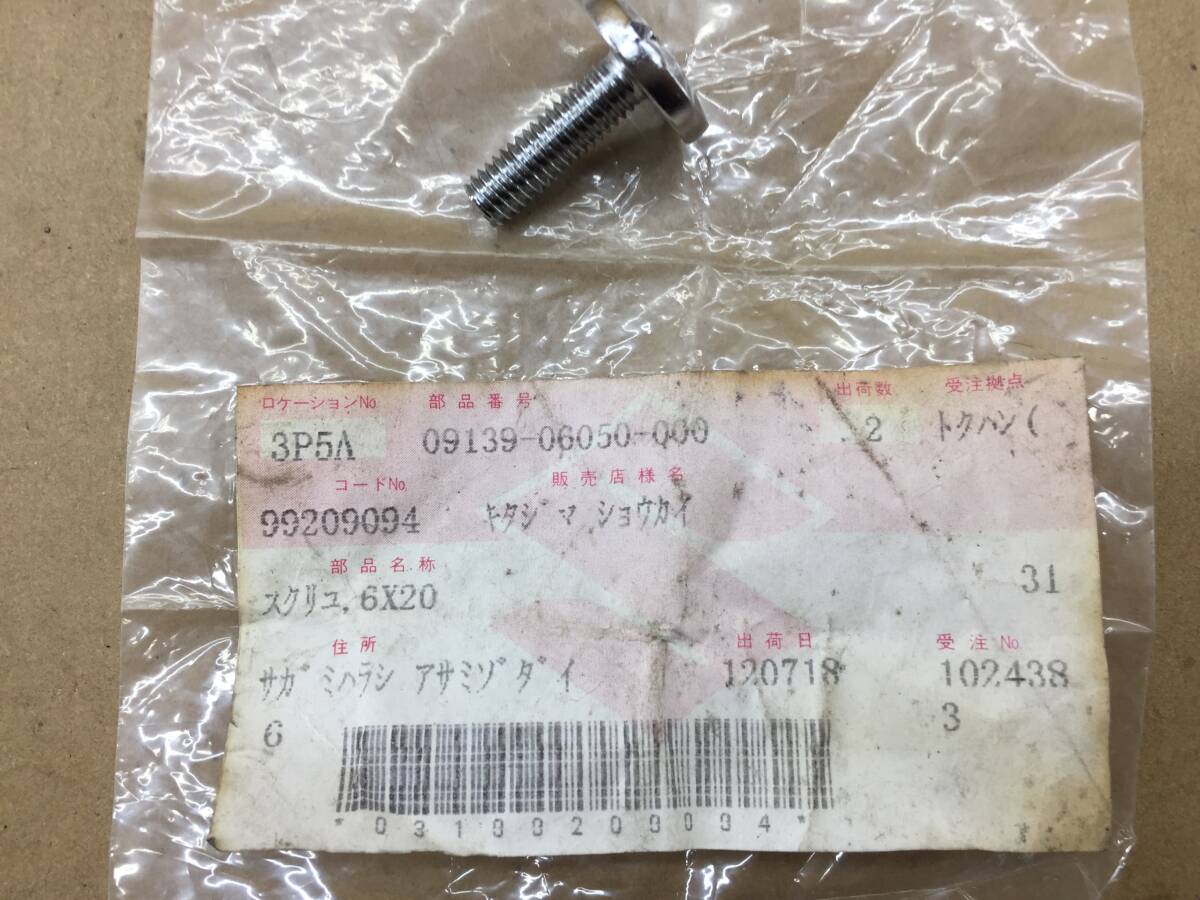 ロケーションNo. 部品番号 出荷数 受注拠点
3P5A 09139-06050-000 2 トクハン(
コードNo. 販売店様名
99209094 キタジマ ショウカイ
部品名称
スクリュ,6X20 31
住所 出荷日 受注No.
サガミハラシ アサミゾダイ 120718 102438
6 3